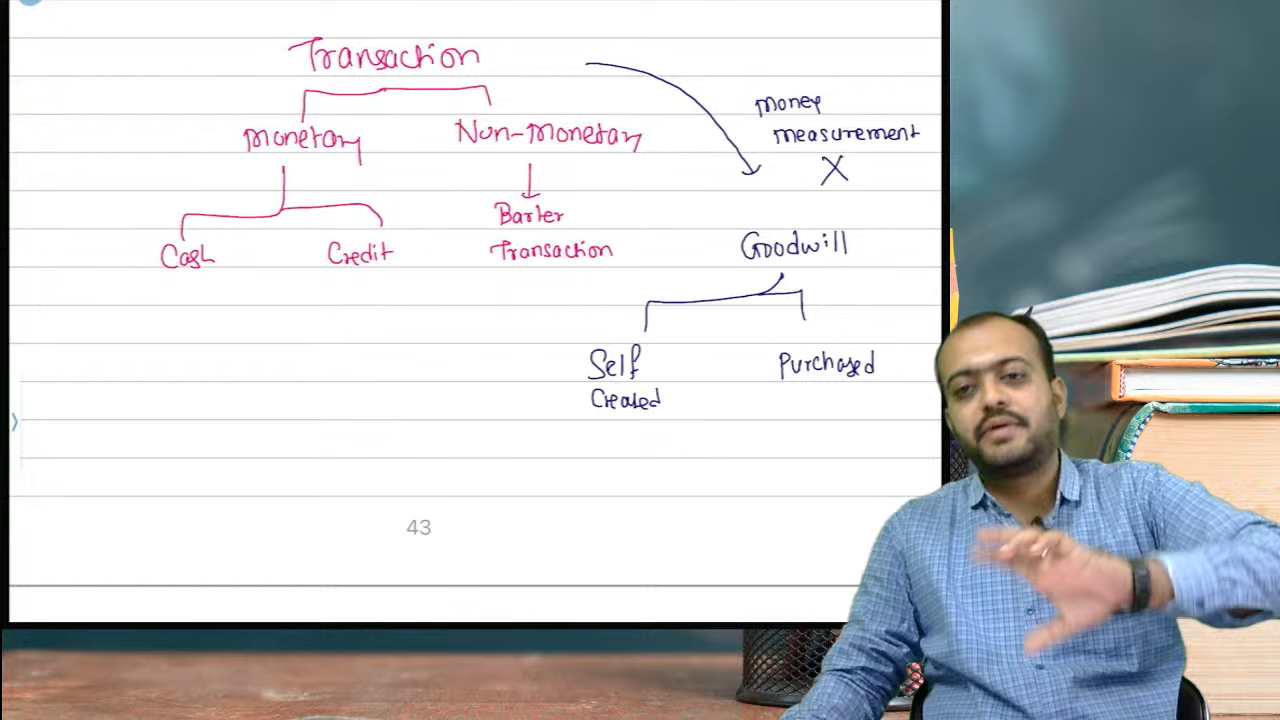 Transaction
Monetary Non-Monetary
Cash Credit
Barter
Transaction
Money
measurement
X
Goodwill
Self
Created
Purchased
43